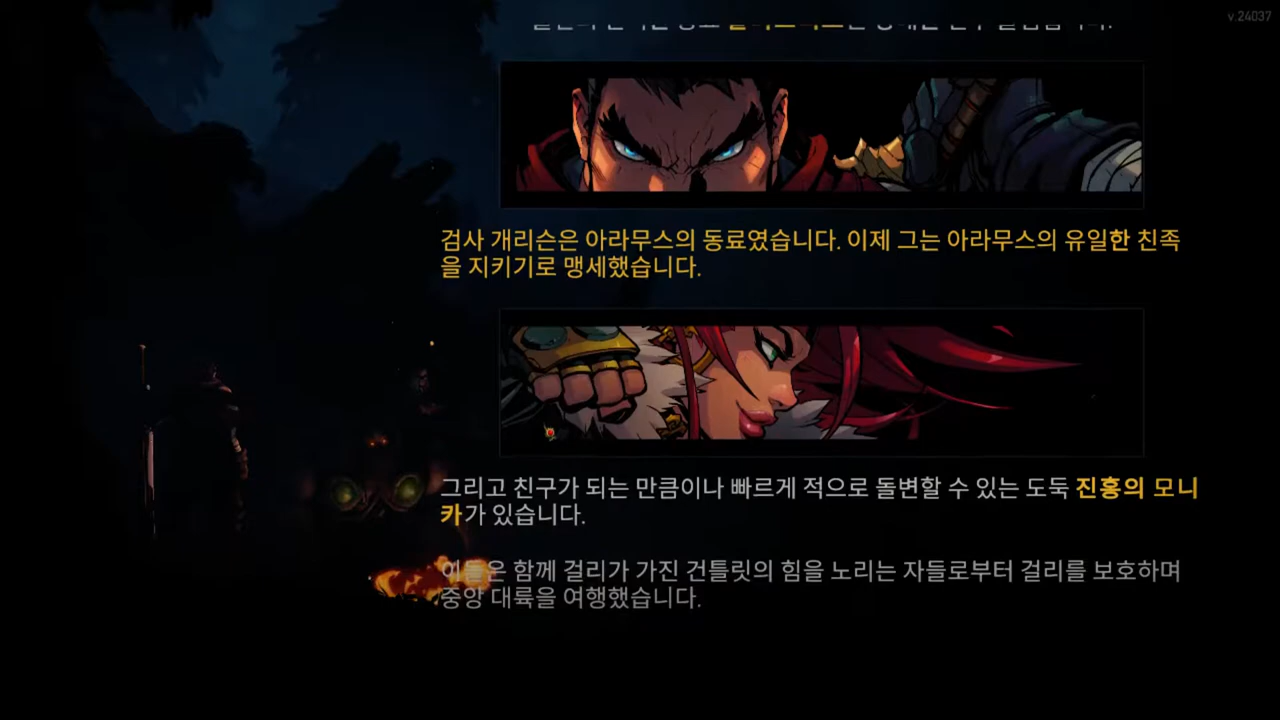 v.24037
검사 개리슨은 아라무스의 동료였습니다. 이제 그는 아라무스의 유일한 친족
을 지키기로 맹세했습니다.
그리고 친구가 되는 만큼이나 빠르게 적으로 돌변할 수 있는 도둑 진홍의 모니
카가 있습니다.
이들은 함께 걸리가 가진 건틀릿의 힘을 노리는 자들로부터 걸리를 보호하며
중앙 대륙을 여행했습니다.